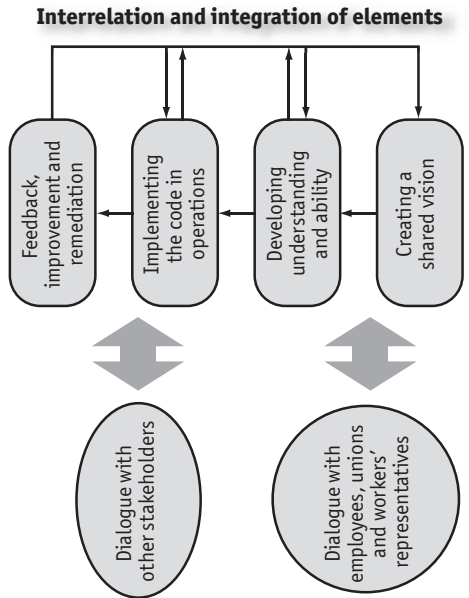 Interrelation and integration of elements
Feedback,
improvement and
remediation
Implementing
the code in
operations
Developing
understanding
and ability
Creating a
shared vision
Dialogue with
other stakeholders
Dialogue with
employees, unions
and workers’
representatives